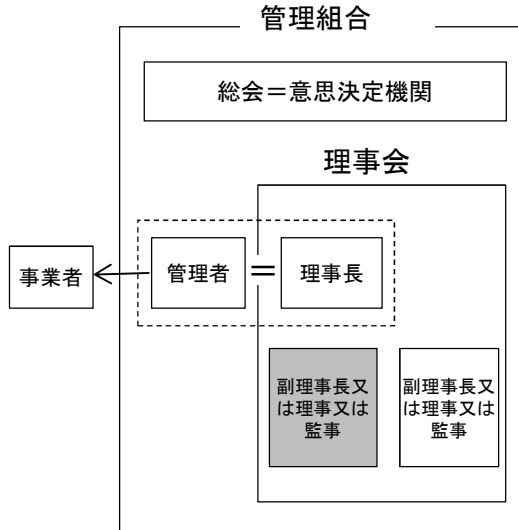 管理組合
総会＝意思決定機関
理事会
事業者
管理者
＝
理事長
副理事長又
は理事又は
監事
副理事長又
は理事又は
監事